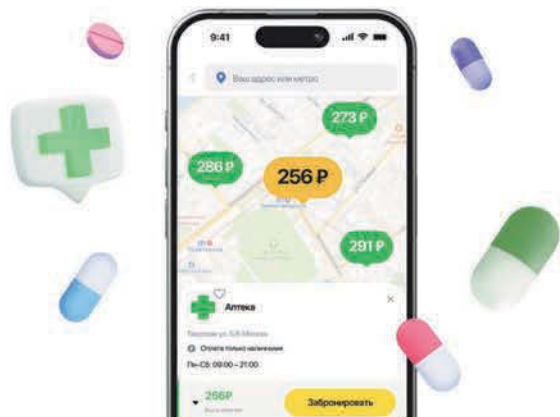 9:41
Ваш адрес или метро
273 ₽
286 ₽
256 ₽
291 ₽
Аптека
Оплата только наличными
Пн-Сб: 09:00 – 21:00
256₽
Забронировать